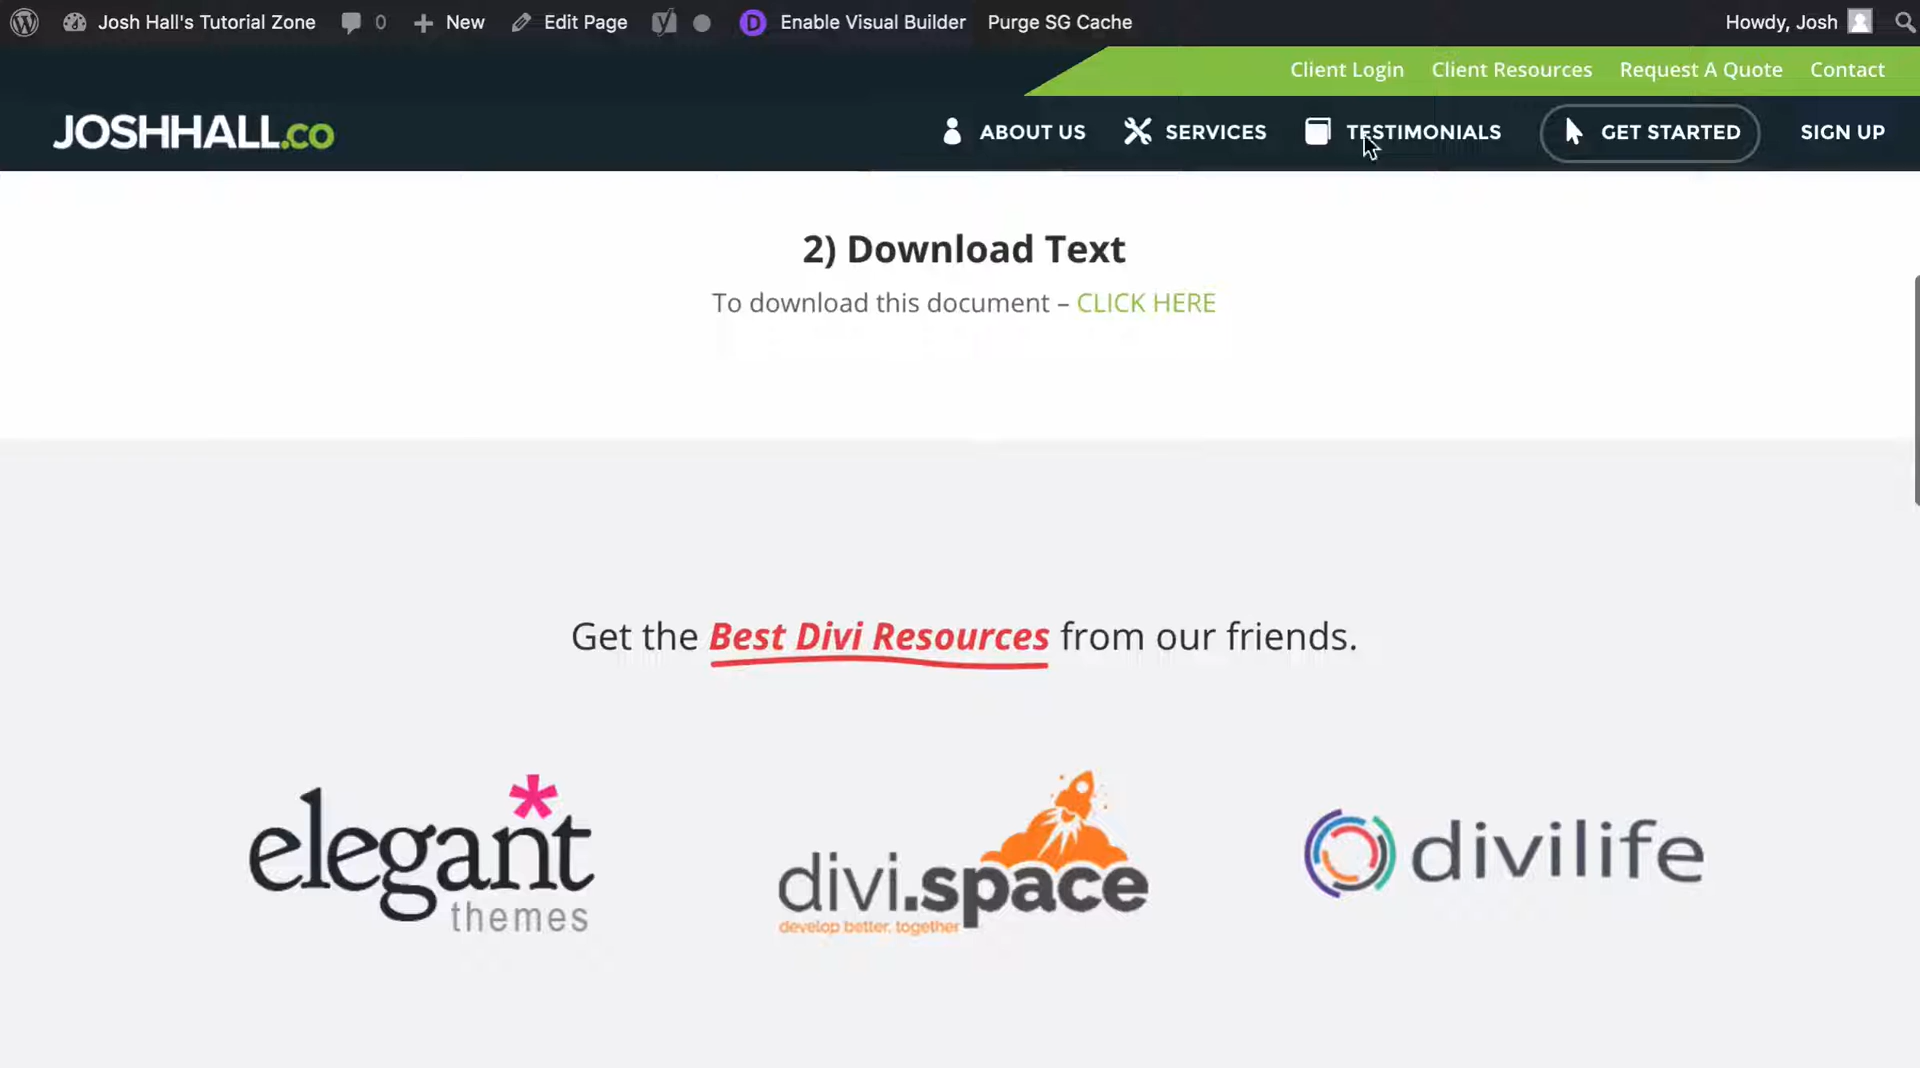 Josh Hall's Tutorial Zone 0 New Edit Page Enable Visual Builder Purge SG Cache Howdy, Josh
Client Login Client Resources Request A Quote Contact
JOSHHALL.CO ABOUT US SERVICES TESTIMONIALS GET STARTED SIGN UP
2) Download Text
To download this document – CLICK HERE
Get the Best Divi Resources from our friends.
elegant themes
divi.space
develop better, together
divilife